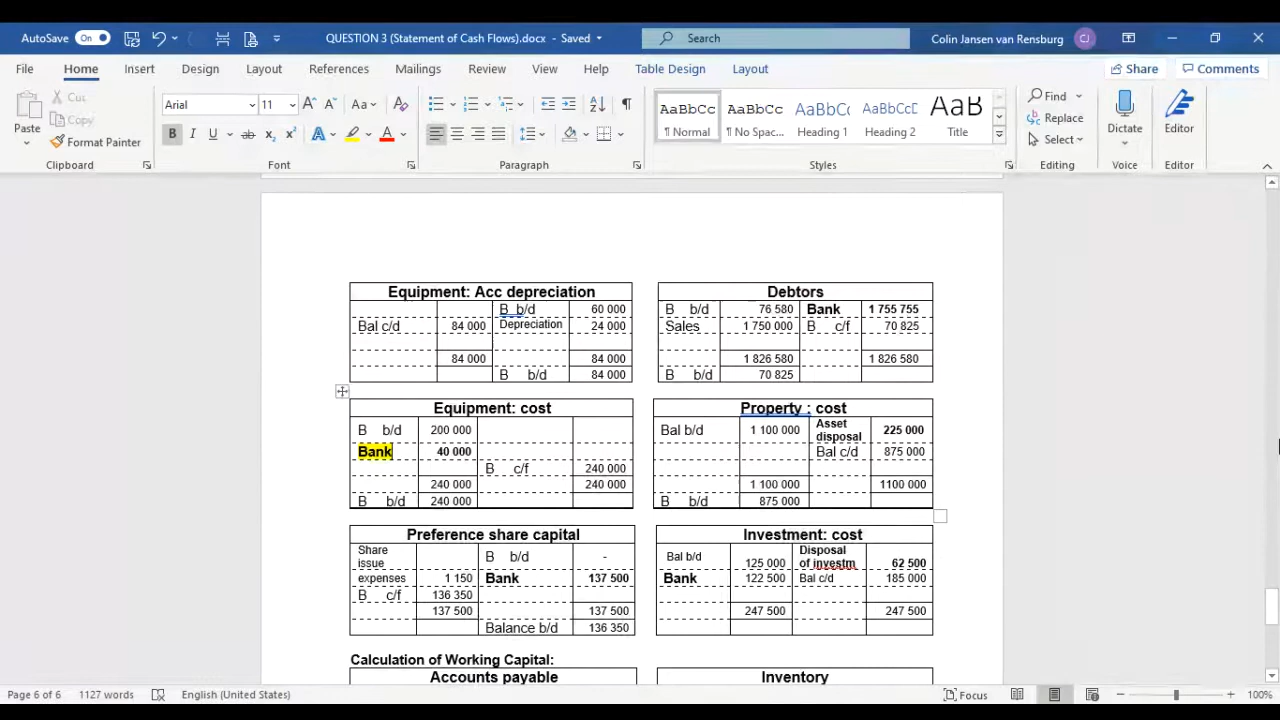 AutoSave On QUESTION 3 (Statement of Cash Flows).docx - Saved Search Colin Jansen van Rensburg CJ
File Home Insert Design Layout References Mailings Review View Help Table Design Layout Share Comments
Paste Cut Copy Format Painter
Arial 11
AaBbCc AaBbCc AaBbCc AaBbCcD AaB
¶ Normal ¶ No Spac... Heading 1 Heading 2 Title
Find Replace Select
Dictate Editor
Clipboard Font Paragraph Styles Editing Voice Editor
Equipment: Acc depreciation
B b/d 60 000
Bal c/d 84 000 Depreciation 24 000
84 000 84 000
B b/d 84 000
Debtors
B b/d 76 580 Bank 1 755 755
Sales 1 750 000 B c/f 70 825
1 826 580 1 826 580
B b/d 70 825
Equipment: cost
B b/d 200 000
Bank 40 000
B c/f 240 000
240 000 240 000
B b/d 240 000
Property : cost
Bal b/d 1 100 000 Asset disposal 225 000
Bal c/d 875 000
1 100 000 1100 000
B b/d 875 000
Preference share capital
Share issue B b/d -
expenses 1 150 Bank 137 500
B c/f 136 350
137 500 137 500
Balance b/d 136 350
Investment: cost
Bal b/d 125 000 Disposal of investm 62 500
Bank 122 500 Bal c/d 185 000
247 500 247 500
Calculation of Working Capital:
Accounts payable Inventory
Page 6 of 6 1127 words English (United States) Focus 100%